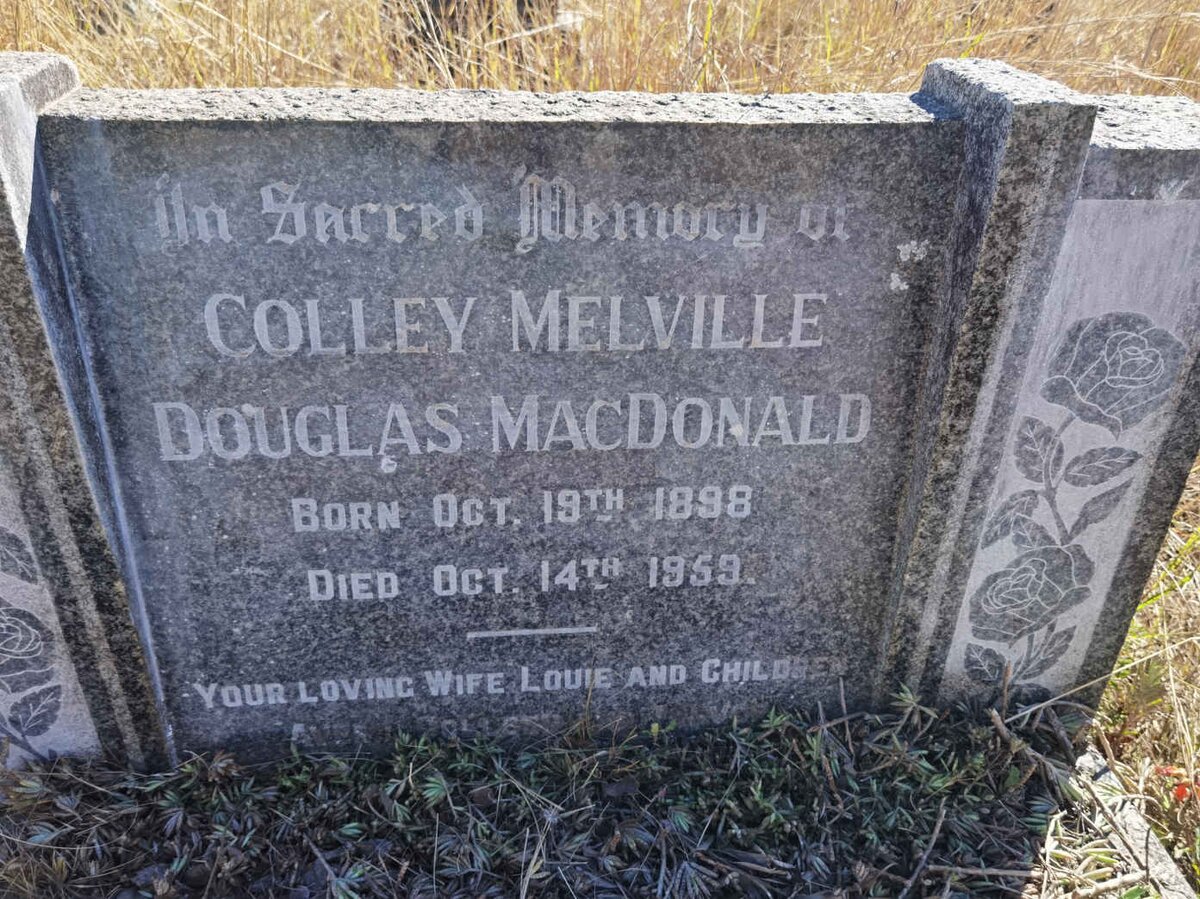 In Sacred Memory of
COLLEY MELVILLE
DOUGLAS MACDONALD
BORN OCT. 19TH 1898
DIED OCT. 14TH 1959.
YOUR LOVING WIFE LOUIE AND CHILDREN